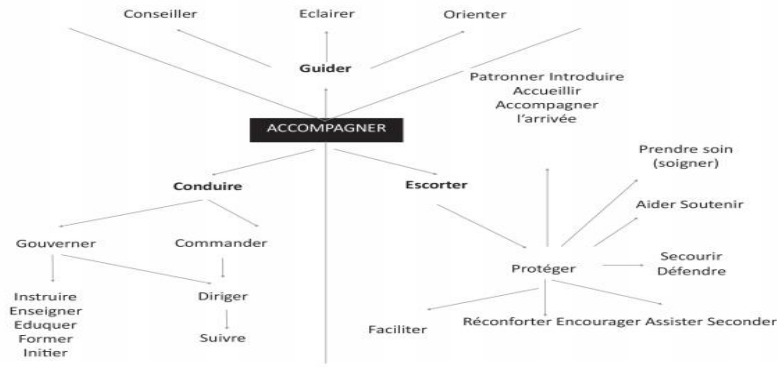 Conseiller
Eclairer
Orienter
Guider
Patronner Introduire
Accueillir
Accompagner
l’arrivée
ACCOMPAGNER
Prendre soin
(soigner)
Conduire
Escorter
Aider Soutenir
Gouverner
Commander
Protéger
Secourir
Défendre
Instruire
Enseigner
Eduquer
Former
Initier
Diriger
Suivre
Faciliter
Réconforter Encourager Assister Seconder